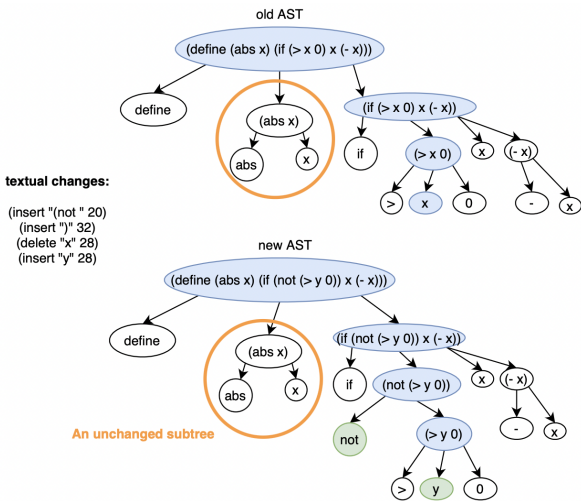 old AST
(define (abs x) (if (> x 0) x (- x)))
define
(abs x)
(if (> x 0) x (- x))
abs
x
if
(> x 0)
x
(- x)
>
x
0
-
x
textual changes:
(insert "(not " 20)
(insert ")" 32)
(delete "x" 28)
(insert "y" 28)
new AST
(define (abs x) (if (not (> y 0)) x (- x)))
define
(abs x)
(if (not (> y 0)) x (- x))
abs
x
if
(not (> y 0))
x
(- x)
An unchanged subtree
not
(> y 0)
-
x
>
y
0